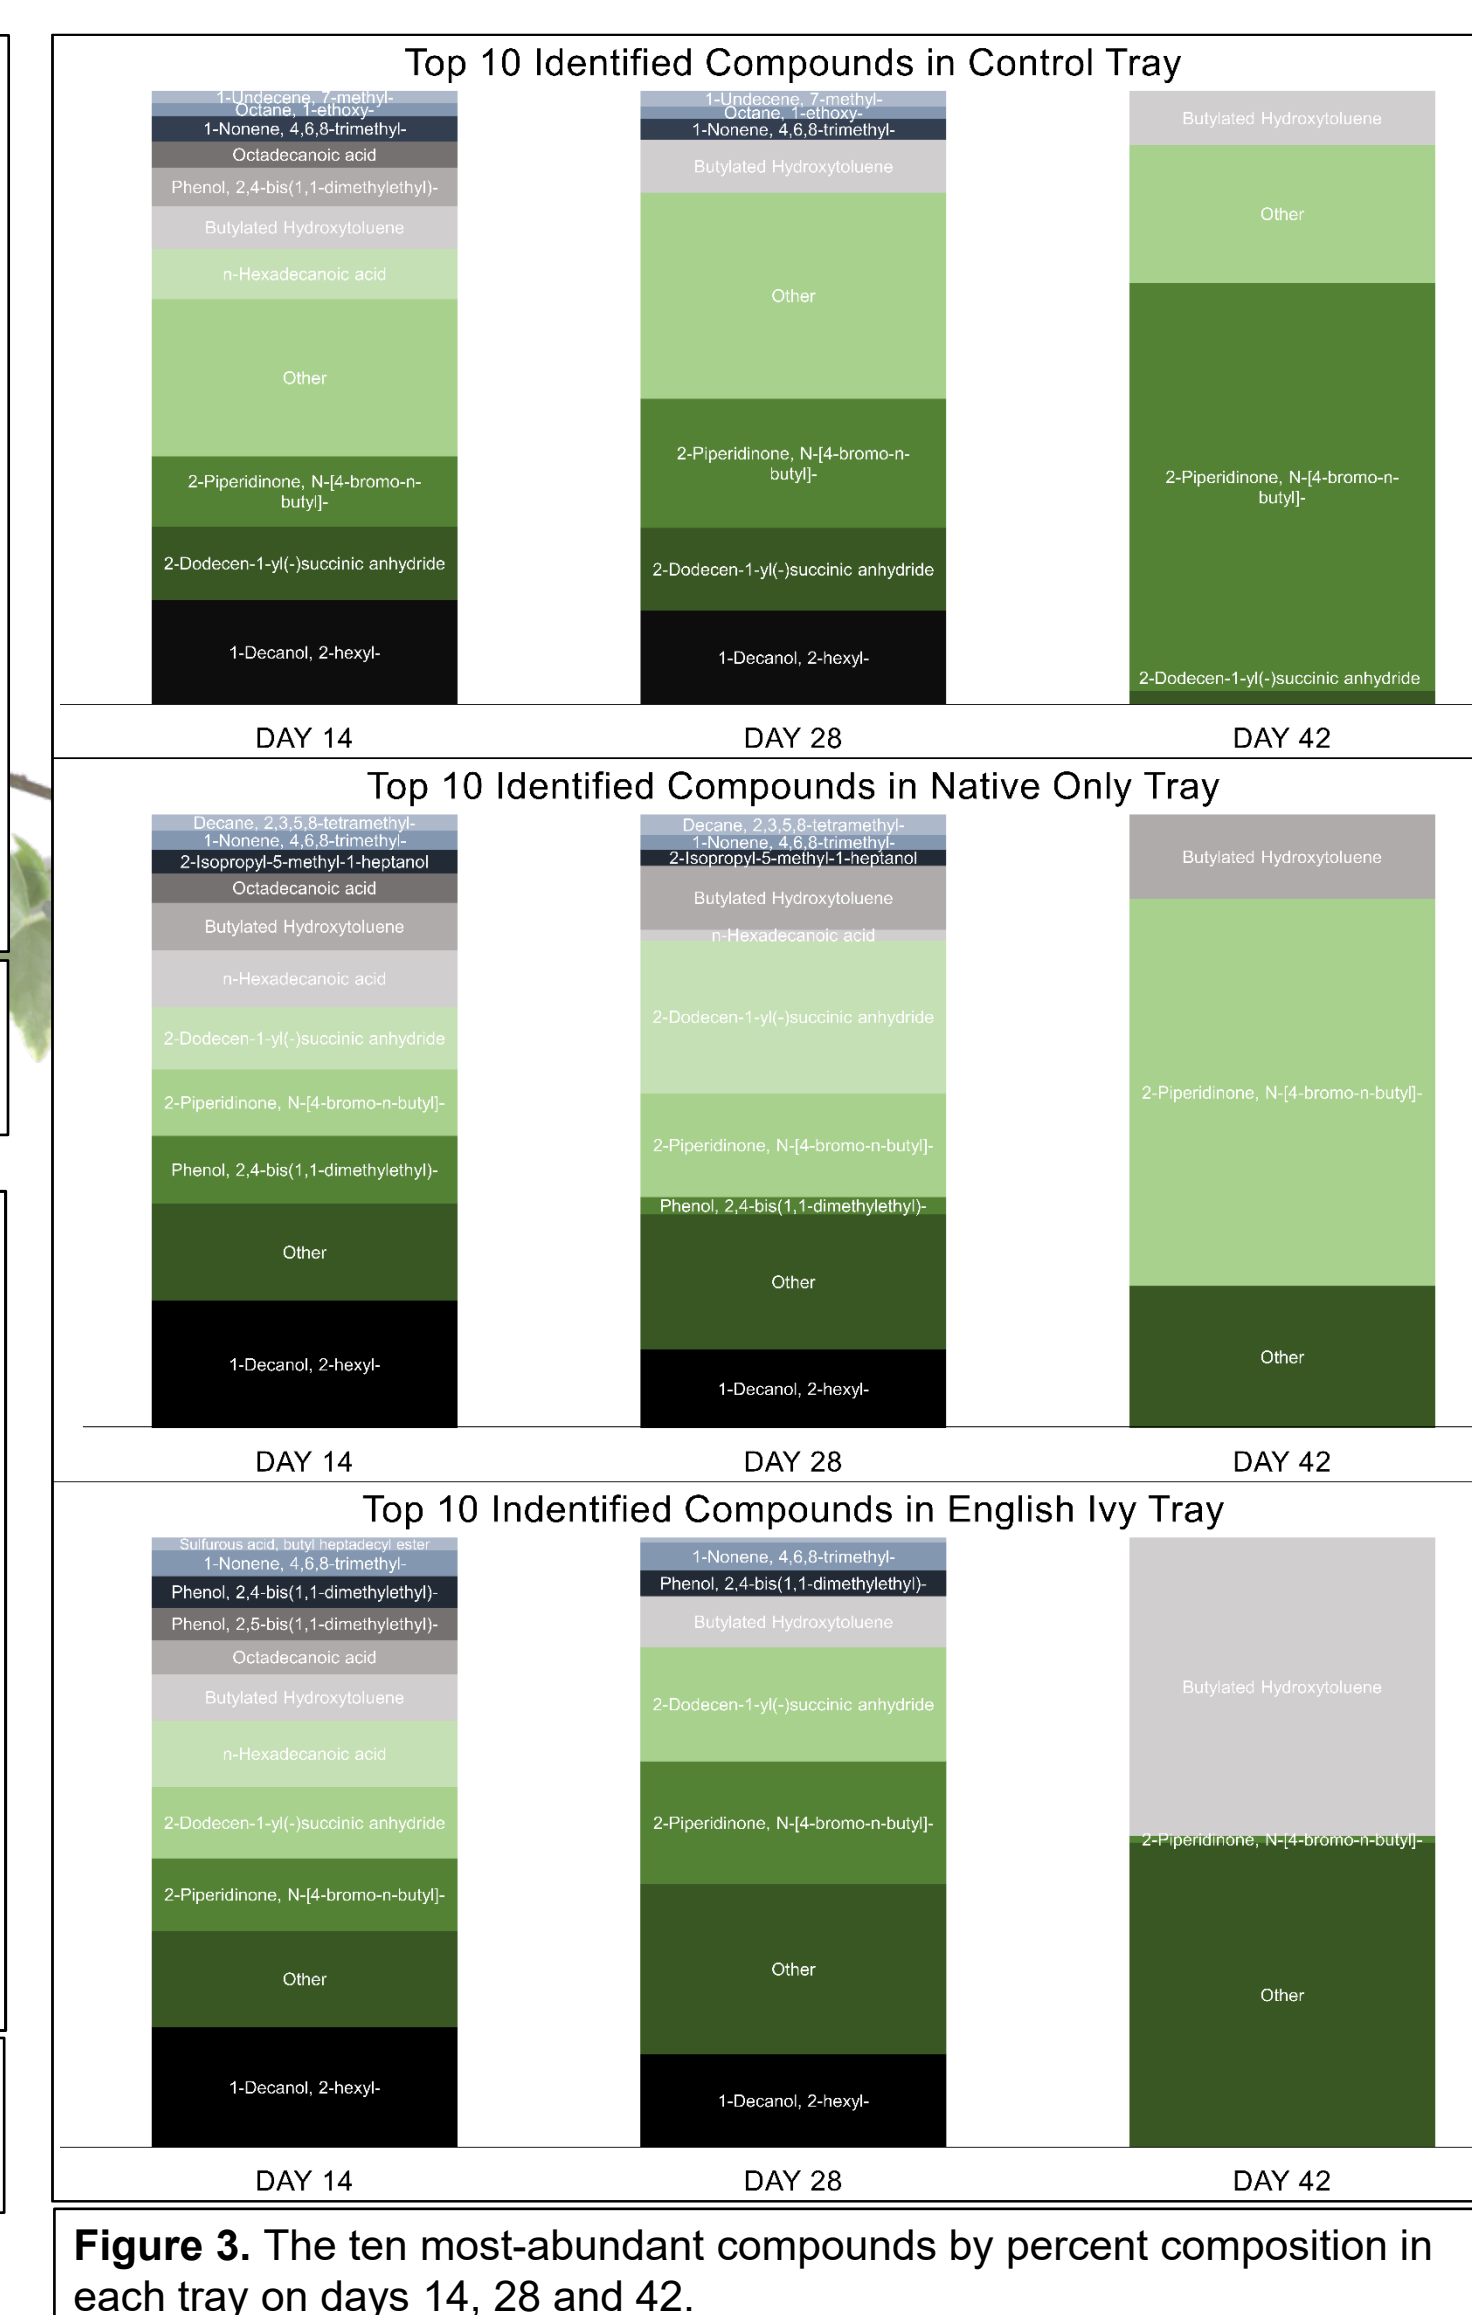 Top 10 Identified Compounds in Control Tray
1-Undecene, 7-methyl-
Octane, 1-ethoxy-
1-Nonene, 4,6,8-trimethyl-
Octadecanoic acid
Phenol, 2,4-bis(1,1-dimethylethyl)-
Butylated Hydroxytoluene
n-Hexadecanoic acid
Other
2-Piperidinone, N-[4-bromo-n-
butyl]-
2-Dodecen-1-yl(-)succinic anhydride
1-Decanol, 2-hexyl-
DAY 14
1-Undecene, 7-methyl-
Octane, 1-ethoxy-
1-Nonene, 4,6,8-trimethyl-
Butylated Hydroxytoluene
Other
2-Piperidinone, N-[4-bromo-n-
butyl]-
2-Dodecen-1-yl(-)succinic anhydride
1-Decanol, 2-hexyl-
DAY 28
Butylated Hydroxytoluene
Other
2-Piperidinone, N-[4-bromo-n-
butyl]-
2-Dodecen-1-yl(-)succinic anhydride
DAY 42
Top 10 Identified Compounds in Native Only Tray
Decane, 2,3,5,8-tetramethyl-
1-Nonene, 4,6,8-trimethyl-
2-Isopropyl-5-methyl-1-heptanol
Octadecanoic acid
Butylated Hydroxytoluene
n-Hexadecanoic acid
2-Dodecen-1-yl(-)succinic anhydride
2-Piperidinone, N-[4-bromo-n-butyl]-
Phenol, 2,4-bis(1,1-dimethylethyl)-
Other
1-Decanol, 2-hexyl-
DAY 14
Decane, 2,3,5,8-tetramethyl-
1-Nonene, 4,6,8-trimethyl-
2-Isopropyl-5-methyl-1-heptanol
Butylated Hydroxytoluene
n-Hexadecanoic acid
2-Dodecen-1-yl(-)succinic anhydride
2-Piperidinone, N-[4-bromo-n-butyl]-
Phenol, 2,4-bis(1,1-dimethylethyl)-
Other
1-Decanol, 2-hexyl-
DAY 28
Butylated Hydroxytoluene
2-Piperidinone, N-[4-bromo-n-butyl]-
Other
DAY 42
Top 10 Indentified Compounds in English Ivy Tray
Sulfurous acid, butyl heptadecyl ester
1-Nonene, 4,6,8-trimethyl-
Phenol, 2,4-bis(1,1-dimethylethyl)-
Phenol, 2,5-bis(1,1-dimethylethyl)-
Octadecanoic acid
Butylated Hydroxytoluene
n-Hexadecanoic acid
2-Dodecen-1-yl(-)succinic anhydride
2-Piperidinone, N-[4-bromo-n-butyl]-
Other
1-Decanol, 2-hexyl-
DAY 14
1-Nonene, 4,6,8-trimethyl-
Phenol, 2,4-bis(1,1-dimethylethyl)-
Butylated Hydroxytoluene
2-Dodecen-1-yl(-)succinic anhydride
2-Piperidinone, N-[4-bromo-n-butyl]-
Other
1-Decanol, 2-hexyl-
DAY 28
Butylated Hydroxytoluene
2-Piperidinone, N-[4-bromo-n-butyl]-
Other
DAY 42
Figure 3. The ten most-abundant compounds by percent composition in
each tray on days 14, 28 and 42.